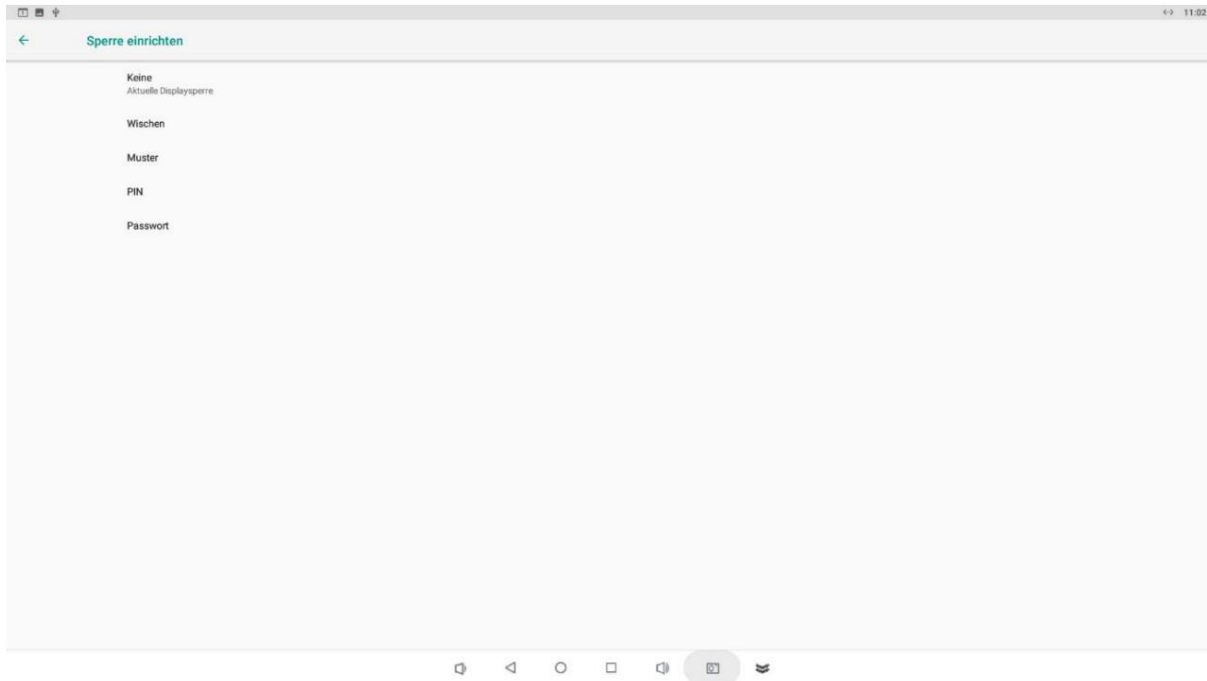 11:02
Sperre einrichten
Keine
Aktuelle Displaysperre
Wischen
Muster
PIN
Passwort